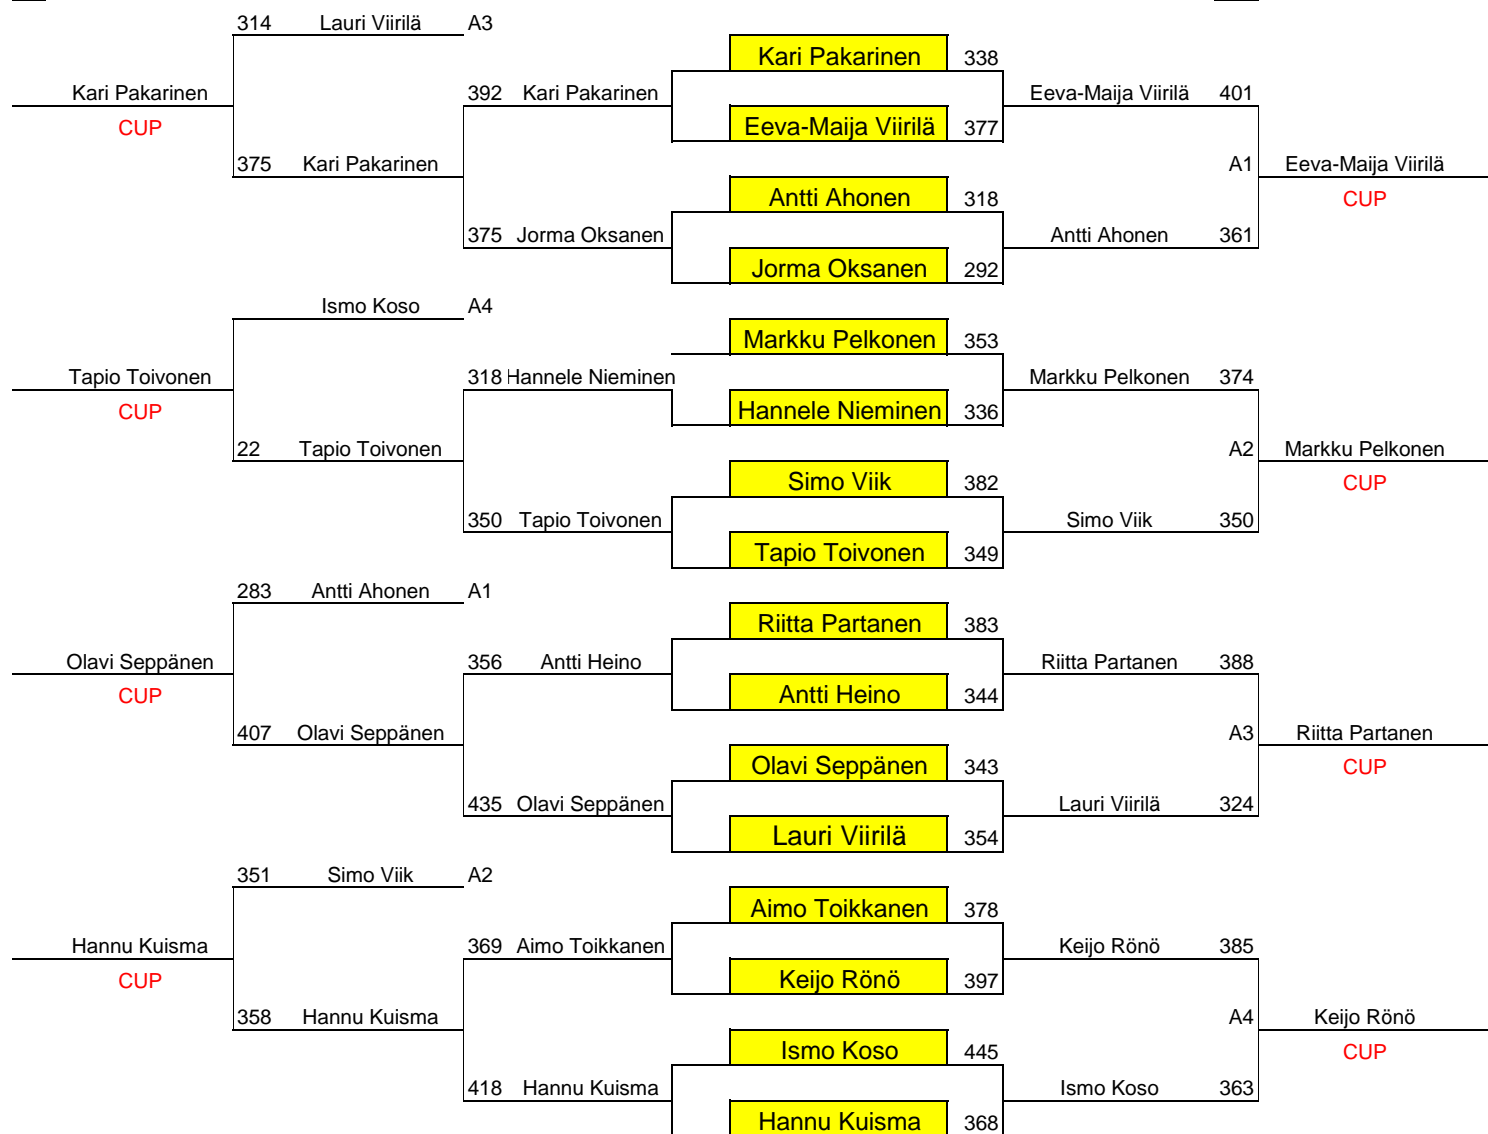 314 Lauri Viirilä A3
Kari Pakarinen 338
Kari Pakarinen 392 Kari Pakarinen Eeva-Maija Viirilä 401
CUP Eeva-Maija Viirilä 377
375 Kari Pakarinen A1 Eeva-Maija Viirilä
Antti Ahonen 318 CUP
375 Jorma Oksanen Antti Ahonen 361
Jorma Oksanen 292
Ismo Koso A4
Markku Pelkonen 353
Tapio Toivonen 318 Hannele Nieminen Markku Pelkonen 374
CUP Hannele Nieminen 336
22 Tapio Toivonen A2 Markku Pelkonen
Simo Viik 382 CUP
350 Tapio Toivonen Simo Viik 350
Tapio Toivonen 349
283 Antti Ahonen A1
Riitta Partanen 383
Olavi Seppänen 356 Antti Heino Riitta Partanen 388
CUP Antti Heino 344
407 Olavi Seppänen A3 Riitta Partanen
Olavi Seppänen 343 CUP
435 Olavi Seppänen Lauri Viirilä 324
Lauri Viirilä 354
351 Simo Viik A2
Aimo Toikkanen 378
Hannu Kuisma 369 Aimo Toikkanen Keijo Rönö 385
CUP Keijo Rönö 397
358 Hannu Kuisma A4 Keijo Rönö
Ismo Koso 445 CUP
418 Hannu Kuisma Ismo Koso 363
Hannu Kuisma 368